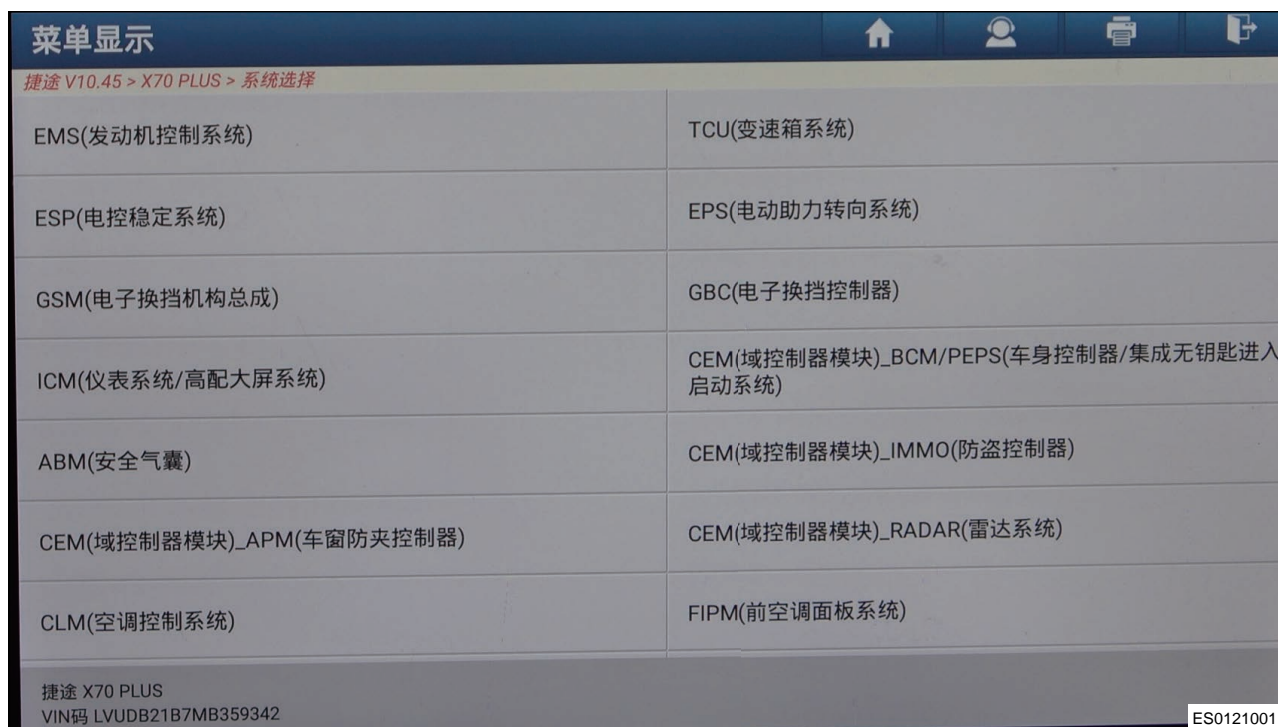 菜单显示
捷途 V10.45 > X70 PLUS > 系统选择
EMS(发动机控制系统)
TCU(变速箱系统)
ESP(电控稳定系统)
EPS(电动助力转向系统)
GSM(电子换挡机构总成)
GBC(电子换挡控制器)
ICM(仪表系统/高配大屏系统)
CEM(域控制器模块)_BCM/PEPS(车身控制器/集成无钥匙进入
启动系统)
ABM(安全气囊)
CEM(域控制器模块)_IMMO(防盗控制器)
CEM(域控制器模块)_APM(车窗防夹控制器)
CEM(域控制器模块)_RADAR(雷达系统)
CLM(空调控制系统)
FIPM(前空调面板系统)
捷途 X70 PLUS
VIN码 LVUDB21B7MB359342
ES0121001